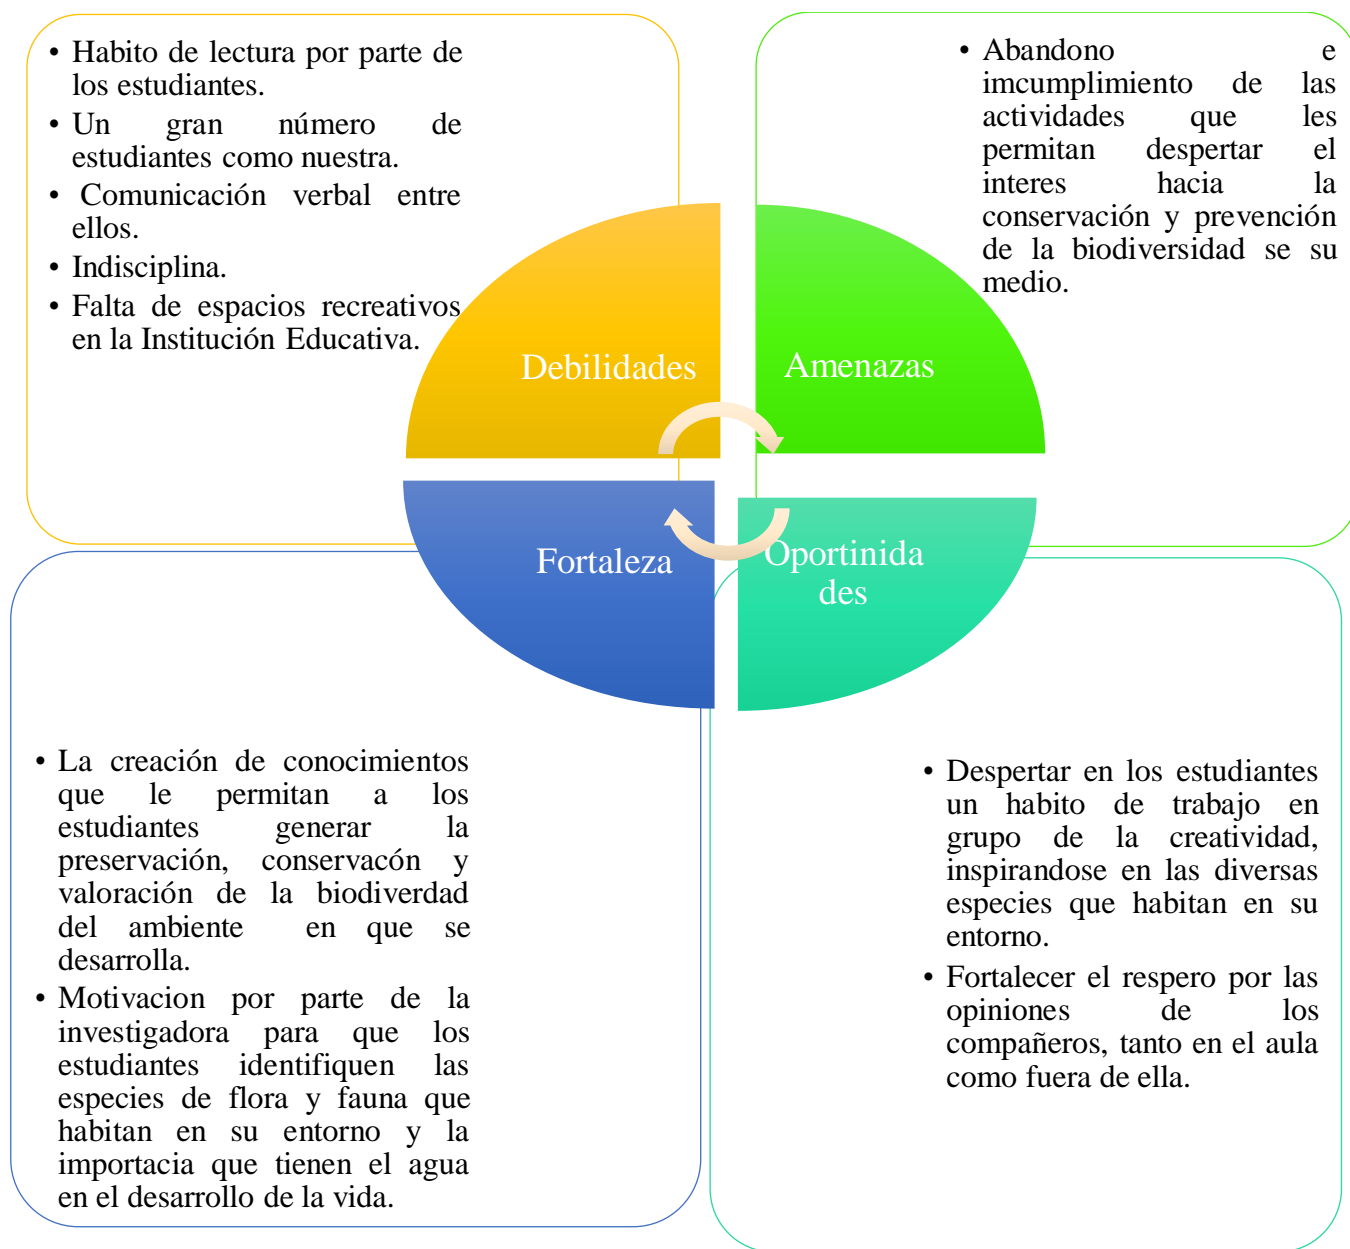 • Habito de lectura por parte de
los estudiantes.
• Un gran número de
estudiantes como nuestra.
• Comunicación verbal entre
ellos.
• Indisciplina.
• Falta de espacios recreativos
en la Institución Educativa.
• Abandono e
imcumplimiento de las
actividades que les
permitan despertar el
interes hacia la
conservación y prevención
de la biodiversidad se su
medio.
Debilidades
Amenazas
Fortaleza
Oportinida
des
• La creación de conocimientos
que le permitan a los
estudiantes generar la
preservación, conservacón y
valoración de la biodiverdad
del ambiente en que se
desarrolla.
• Motivacion por parte de la
investigadora para que los
estudiantes identifiquen las
especies de flora y fauna que
habitan en su entorno y la
importacia que tienen el agua
en el desarrollo de la vida.
• Despertar en los estudiantes
un habito de trabajo en
grupo de la creatividad,
inspirandose en las diversas
especies que habitan en su
entorno.
• Fortalecer el respero por las
opiniones de los
compañeros, tanto en el aula
como fuera de ella.